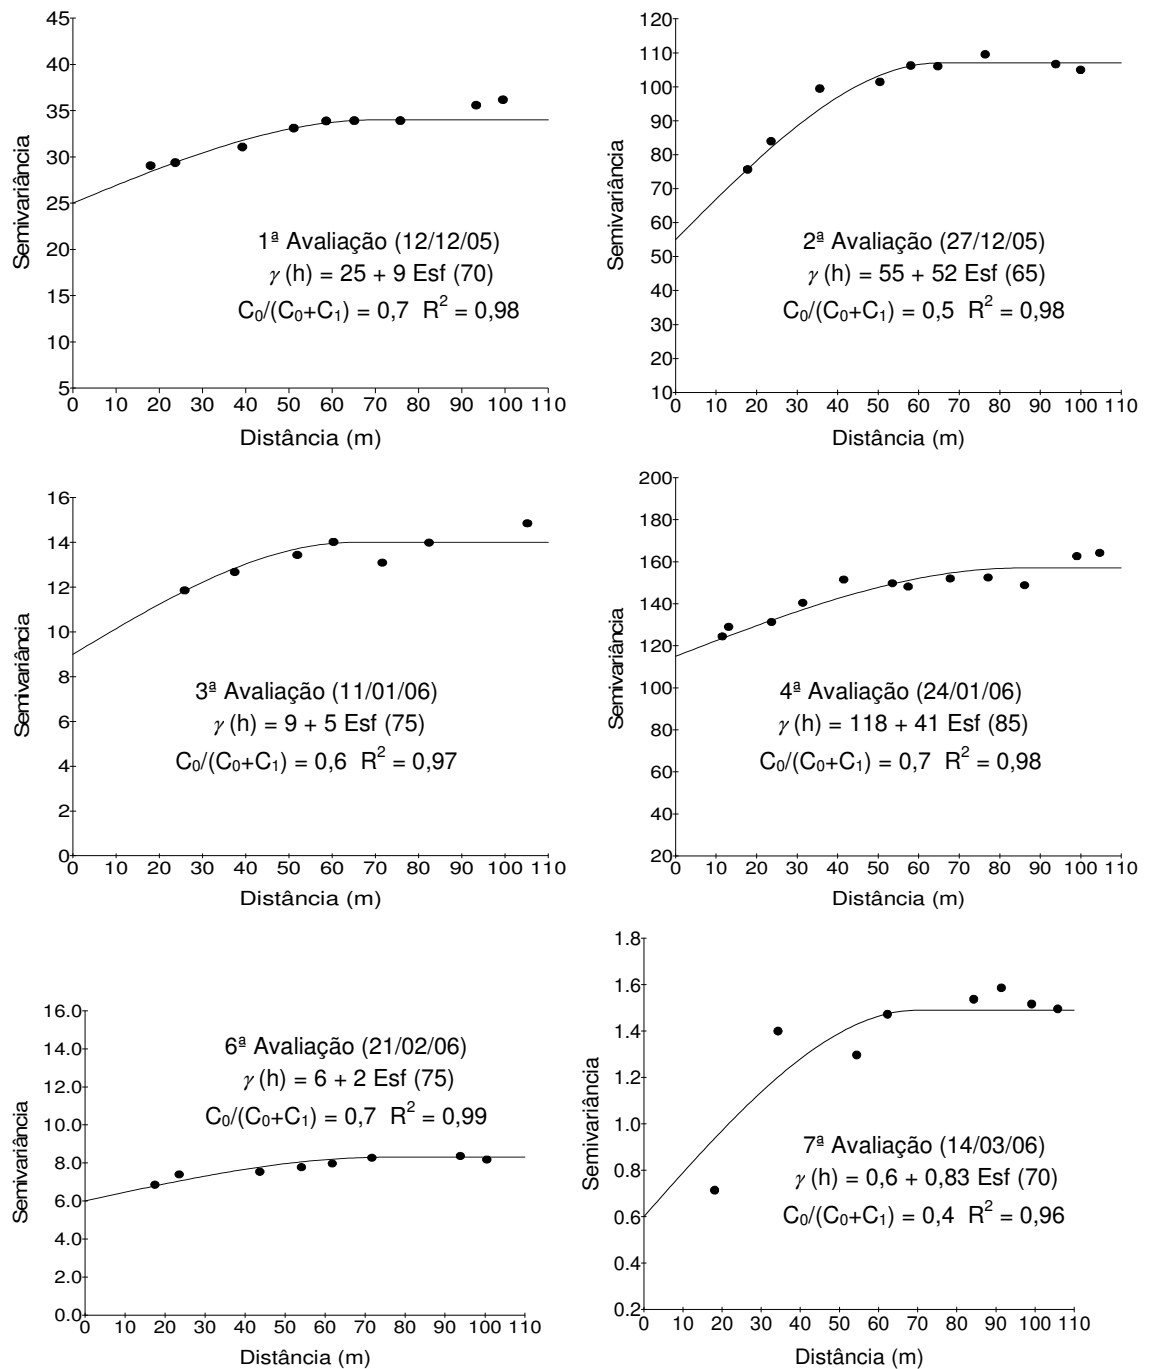 45
40
35
30
25
20
15
10
5
Semivariância
1ª Avaliação (12/12/05)
γ (h) = 25 + 9 Esf (70)
C₀/(C₀+C₁) = 0,7 R² = 0,98
0 10 20 30 40 50 60 70 80 90 100 110
Distância (m)
120
110
100
90
80
70
60
50
40
30
20
10
Semivariância
2ª Avaliação (27/12/05)
γ (h) = 55 + 52 Esf (65)
C₀/(C₀+C₁) = 0,5 R² = 0,98
0 10 20 30 40 50 60 70 80 90 100 110
Distância (m)
16
14
12
10
8
6
4
2
0
Semivariância
3ª Avaliação (11/01/06)
γ (h) = 9 + 5 Esf (75)
C₀/(C₀+C₁) = 0,6 R² = 0,97
0 10 20 30 40 50 60 70 80 90 100 110
Distância (m)
200
180
160
140
120
100
80
60
40
20
Semivariância
4ª Avaliação (24/01/06)
γ (h) = 118 + 41 Esf (85)
C₀/(C₀+C₁) = 0,7 R² = 0,98
0 10 20 30 40 50 60 70 80 90 100 110
Distância (m)
16.0
14.0
12.0
10.0
8.0
6.0
4.0
2.0
0.0
Semivariância
6ª Avaliação (21/02/06)
γ (h) = 6 + 2 Esf (75)
C₀/(C₀+C₁) = 0,7 R² = 0,99
0 10 20 30 40 50 60 70 80 90 100 110
Distância (m)
1.8
1.6
1.4
1.2
1.0
0.8
0.6
0.4
0.2
Semivariância
7ª Avaliação (14/03/06)
γ (h) = 0,6 + 0,83 Esf (70)
C₀/(C₀+C₁) = 0,4 R² = 0,96
0 10 20 30 40 50 60 70 80 90 100 110
Distância (m)